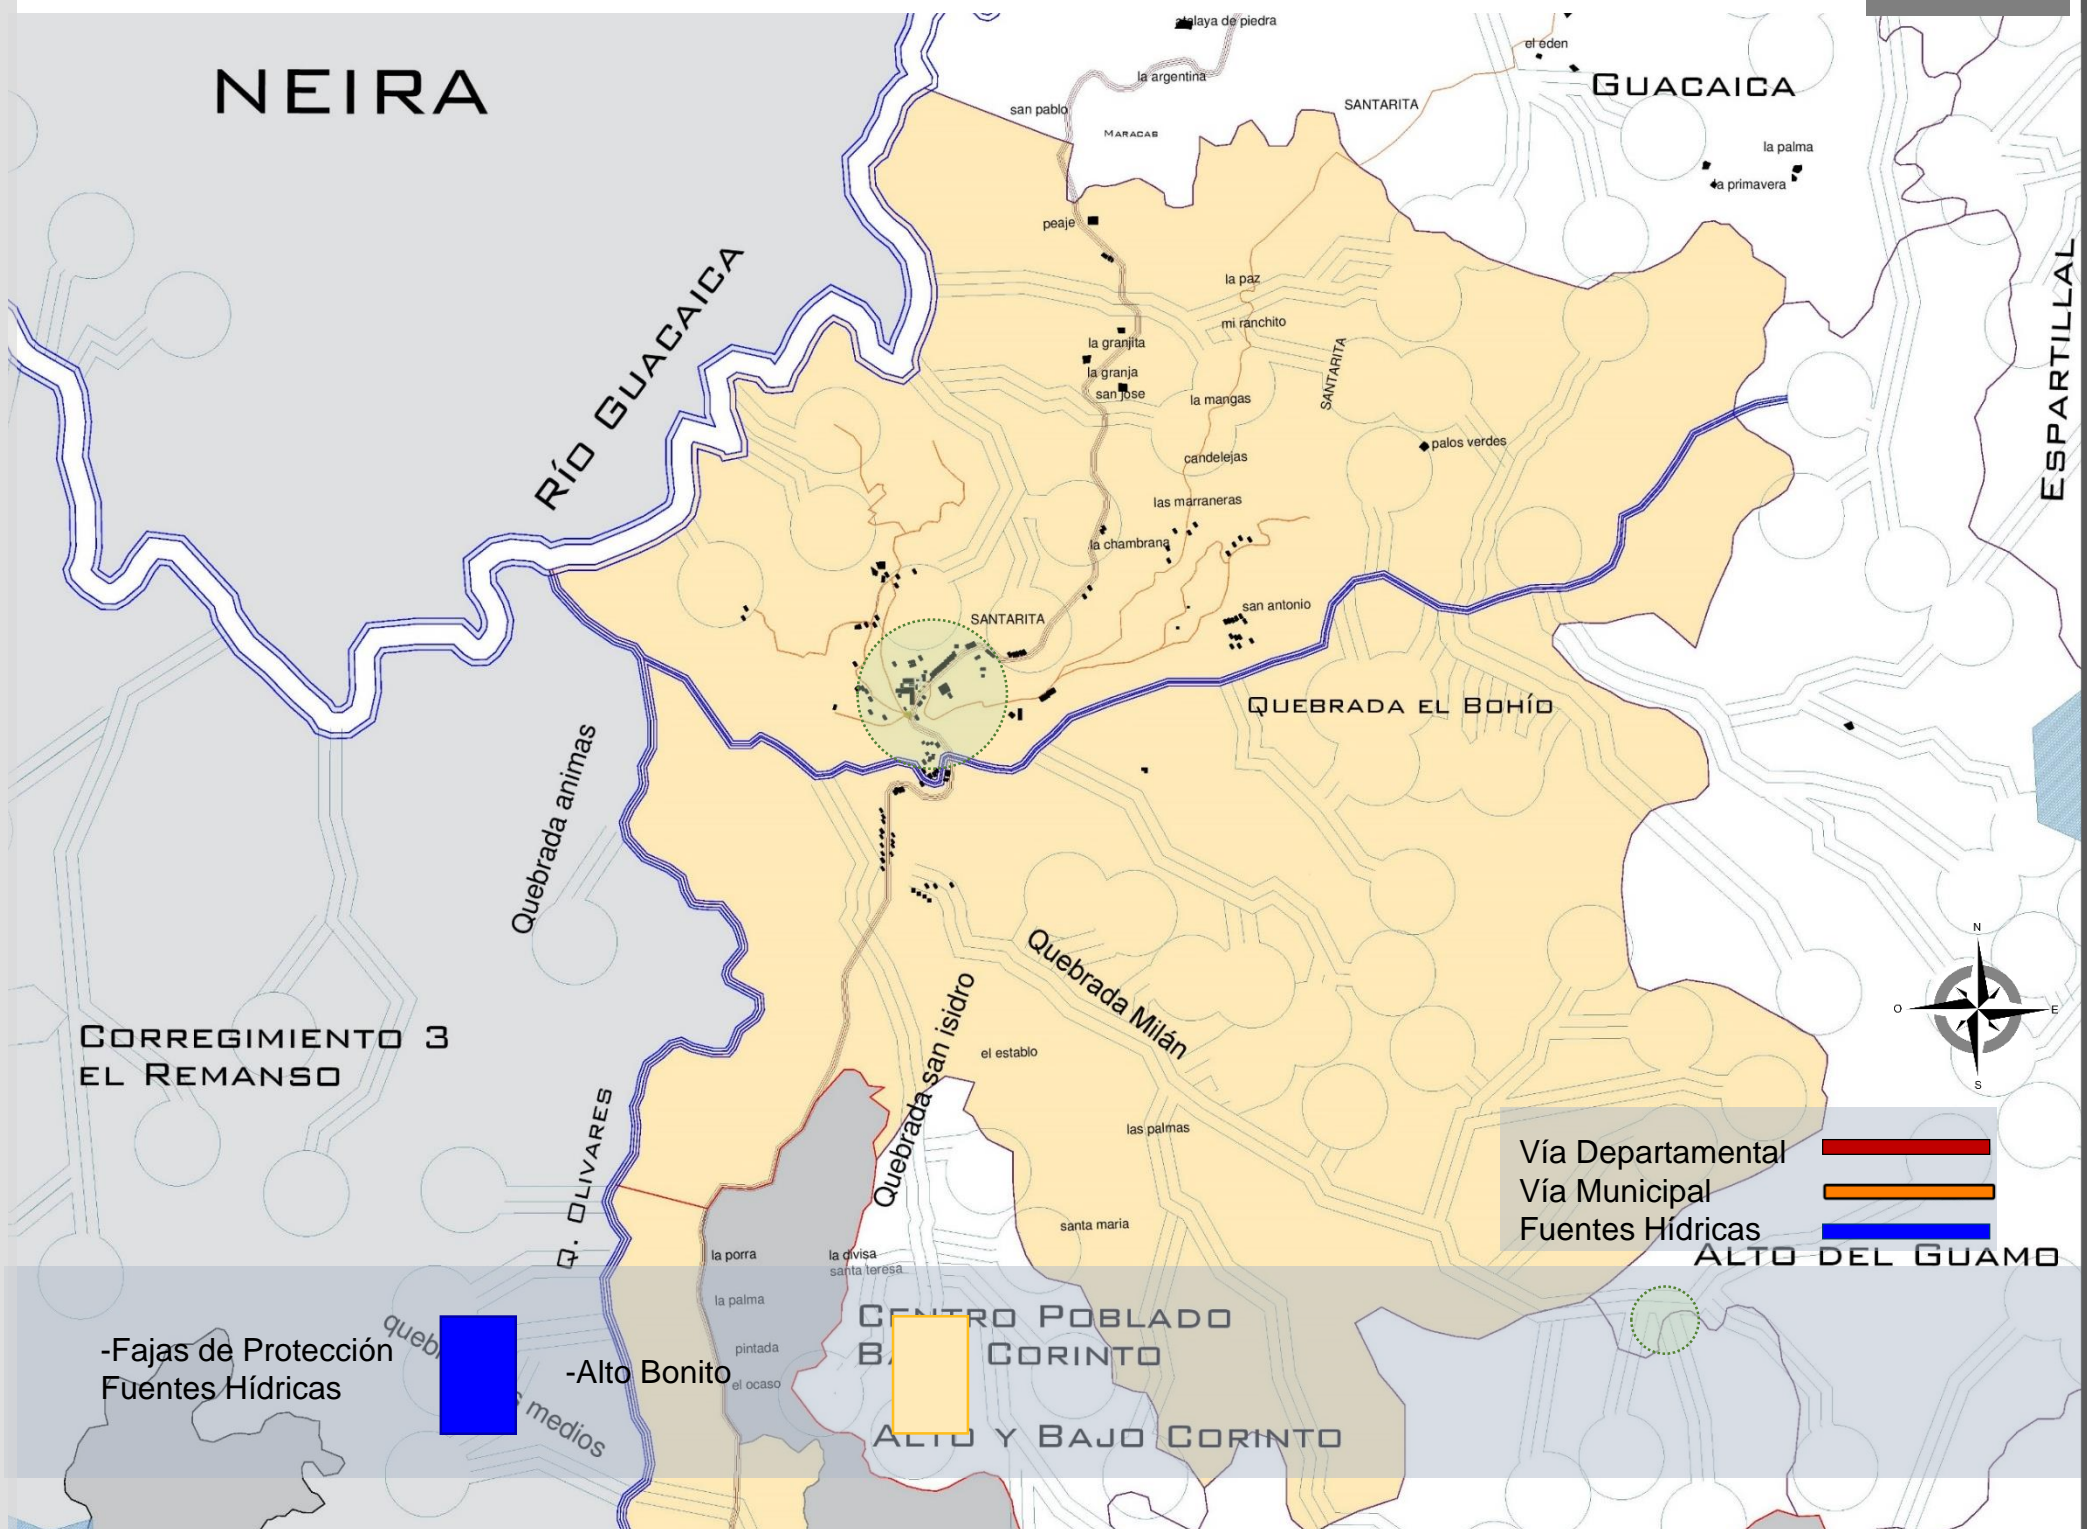 atalaya de piedra
el eden
la argentina
NEIRA
GUACAICA
san pablo
SANTARITA
MARACAS
la palma
la primavera
peaje
RÍO GUACAICA
la paz
mi ranchito
ESPARTILLAL
la granjita
SANTARITA
la granja
san jose
la mangas
palos verdes
candelejas
las marraneras
la chambrana
san antonio
SANTARITA
QUEBRADA EL BOHÍO
Quebrada animas
N
O
E
S
Quebrada Milán
Quebrada san isidro
CORREGIMIENTO 3
EL REMANSO
el establo
Q. OLIVARES
las palmas
Vía Departamental
Vía Municipal
Fuentes Hídricas
santa maria
la porra
la divisa
santa teresa
ALTO DEL GUAMO
la palma
CENTRO POBLADO
CORINTO
pintada
-Fajas de Protección
Fuentes Hídricas
-Alto Bonito
el ocaso
medios
ALTO Y BAJO CORINTO